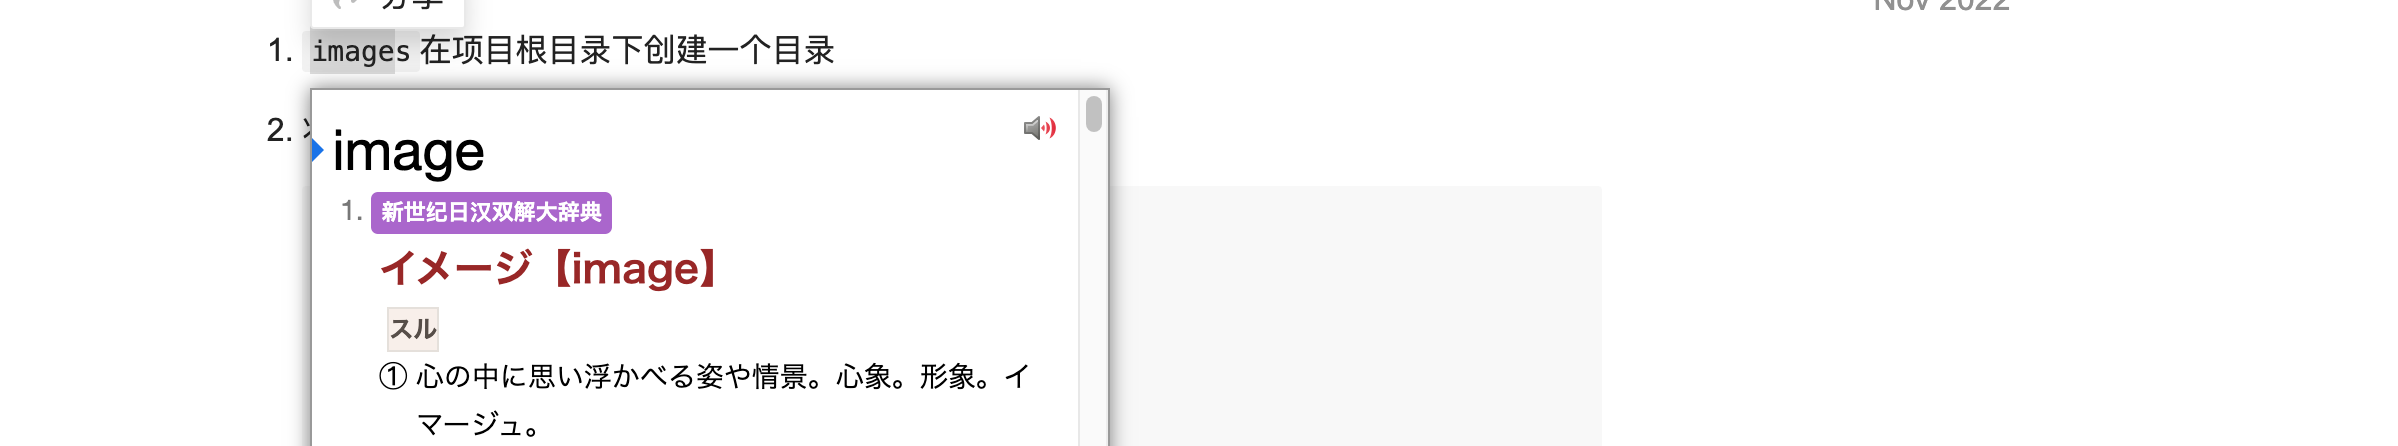 分享
Nov 2022
1. images 在项目根目录下创建一个目录
2.
image
1. 新世纪日汉双解大辞典
イメージ【image】
スル
① 心の中に思い浮かべる姿や情景。心象。形象。イ
マージュ。